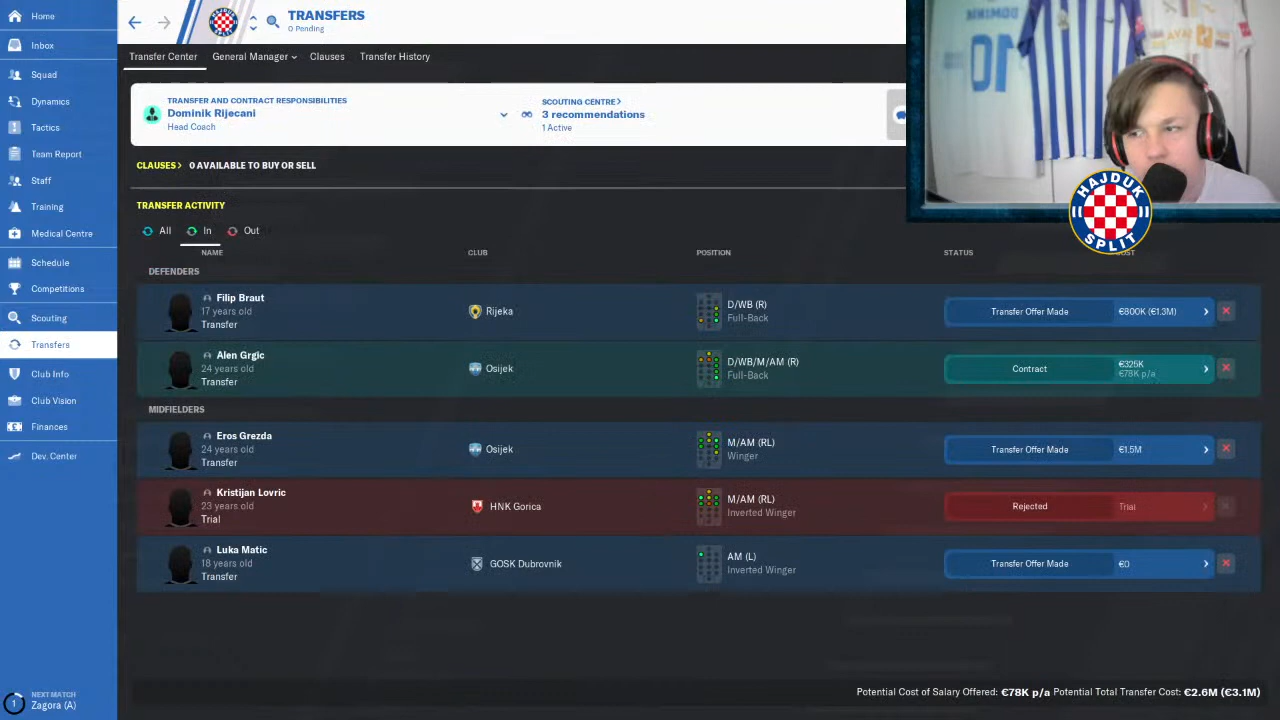 Home
Inbox
Squad
Dynamics
Tactics
Team Report
Staff
Training
Medical Centre
Schedule
Competitions
Scouting
Transfers
Club Info
Club Vision
Finances
Dev. Center
1
NEXT MATCH
Zagora (A)
TRANSFERS
0 Pending
Transfer Center General Manager Clauses Transfer History
TRANSFER AND CONTRACT RESPONSIBILITIES
Dominik Rijecani
Head Coach
SCOUTING CENTRE>
3 recommendations
1 Active
CLAUSES> 0 AVAILABLE TO BUY OR SELL
TRANSFER ACTIVITY
All In Out
NAME CLUB POSITION STATUS
DEFENDERS
Filip Braut
17 years old
Transfer
Rijeka
D/WB (R)
Full-Back
Transfer Offer Made €800K (€1.3M)
Alen Grgic
24 years old
Transfer
Osijek
D/WB/M/AM (R)
Full-Back
Contract
€325K
€78K p/a
MIDFIELDERS
Eros Grezda
24 years old
Transfer
Osijek
M/AM (RL)
Winger
Transfer Offer Made €1.5M
Kristijan Lovric
23 years old
Trial
HNK Gorica
M/AM (RL)
Inverted Winger
Rejected Trial
Luka Matic
18 years old
Transfer
GOSK Dubrovnik
AM (L)
Inverted Winger
Transfer Offer Made €0
Potential Cost of Salary Offered: €78K p/a Potential Total Transfer Cost: €2.6M (€3.1M)
DOMINIK
10
HAJDUK
SPLIT